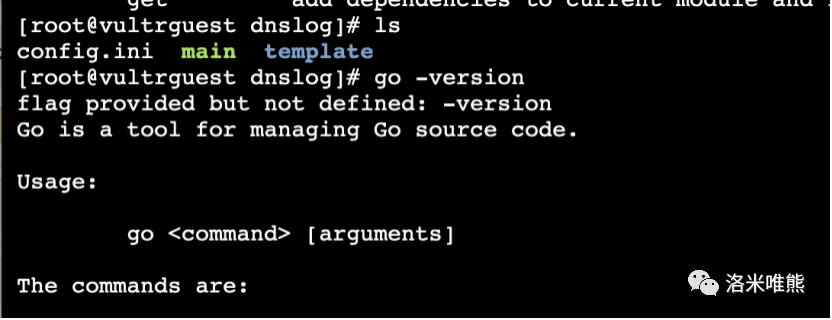 get add dependencies to current module and
[root@vultrguest dnslog]# ls
config.ini main template
[root@vultrguest dnslog]# go -version
flag provided but not defined: -version
Go is a tool for managing Go source code.
Usage:
go <command> [arguments]
The commands are:
洛米唯熊